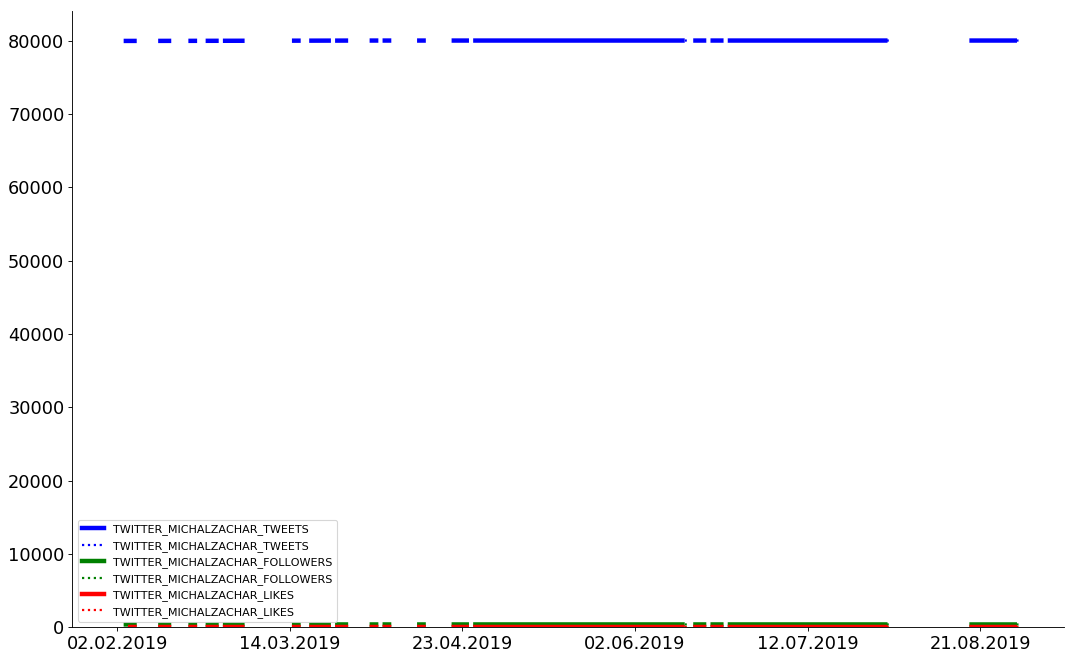 80000
70000
60000
50000
40000
30000
20000
10000
0
TWITTER_MICHALZACHAR_TWEETS
TWITTER_MICHALZACHAR_TWEETS
TWITTER_MICHALZACHAR_FOLLOWERS
TWITTER_MICHALZACHAR_FOLLOWERS
TWITTER_MICHALZACHAR_LIKES
TWITTER_MICHALZACHAR_LIKES
02.02.2019 14.03.2019 23.04.2019 02.06.2019 12.07.2019 21.08.2019